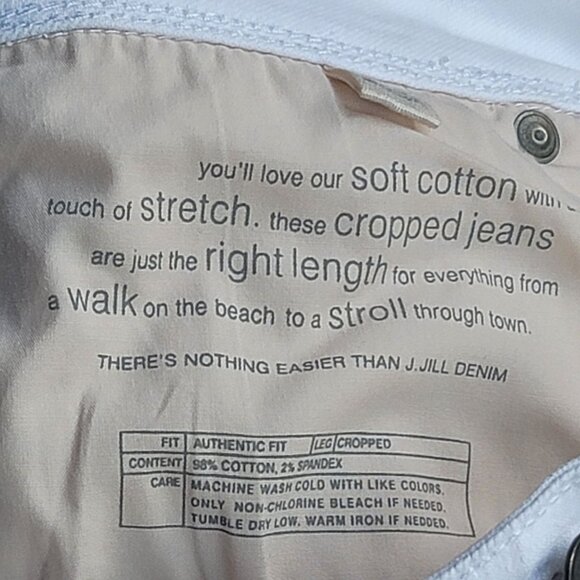 you'll love our soft cotton with
touch of stretch. these cropped jeans
are just the right length for everything from
a walk on the beach to a stroll through town.
THERE'S NOTHING EASIER THAN J.JILL DENIM
FIT AUTHENTIC FIT LEG CROPPED
CONTENT 98% COTTON, 2% SPANDEX
CARE MACHINE WASH COLD WITH LIKE COLORS.
ONLY NON-CHLORINE BLEACH IF NEEDED.
TUMBLE DRY LOW. WARM IRON IF NEDDED.